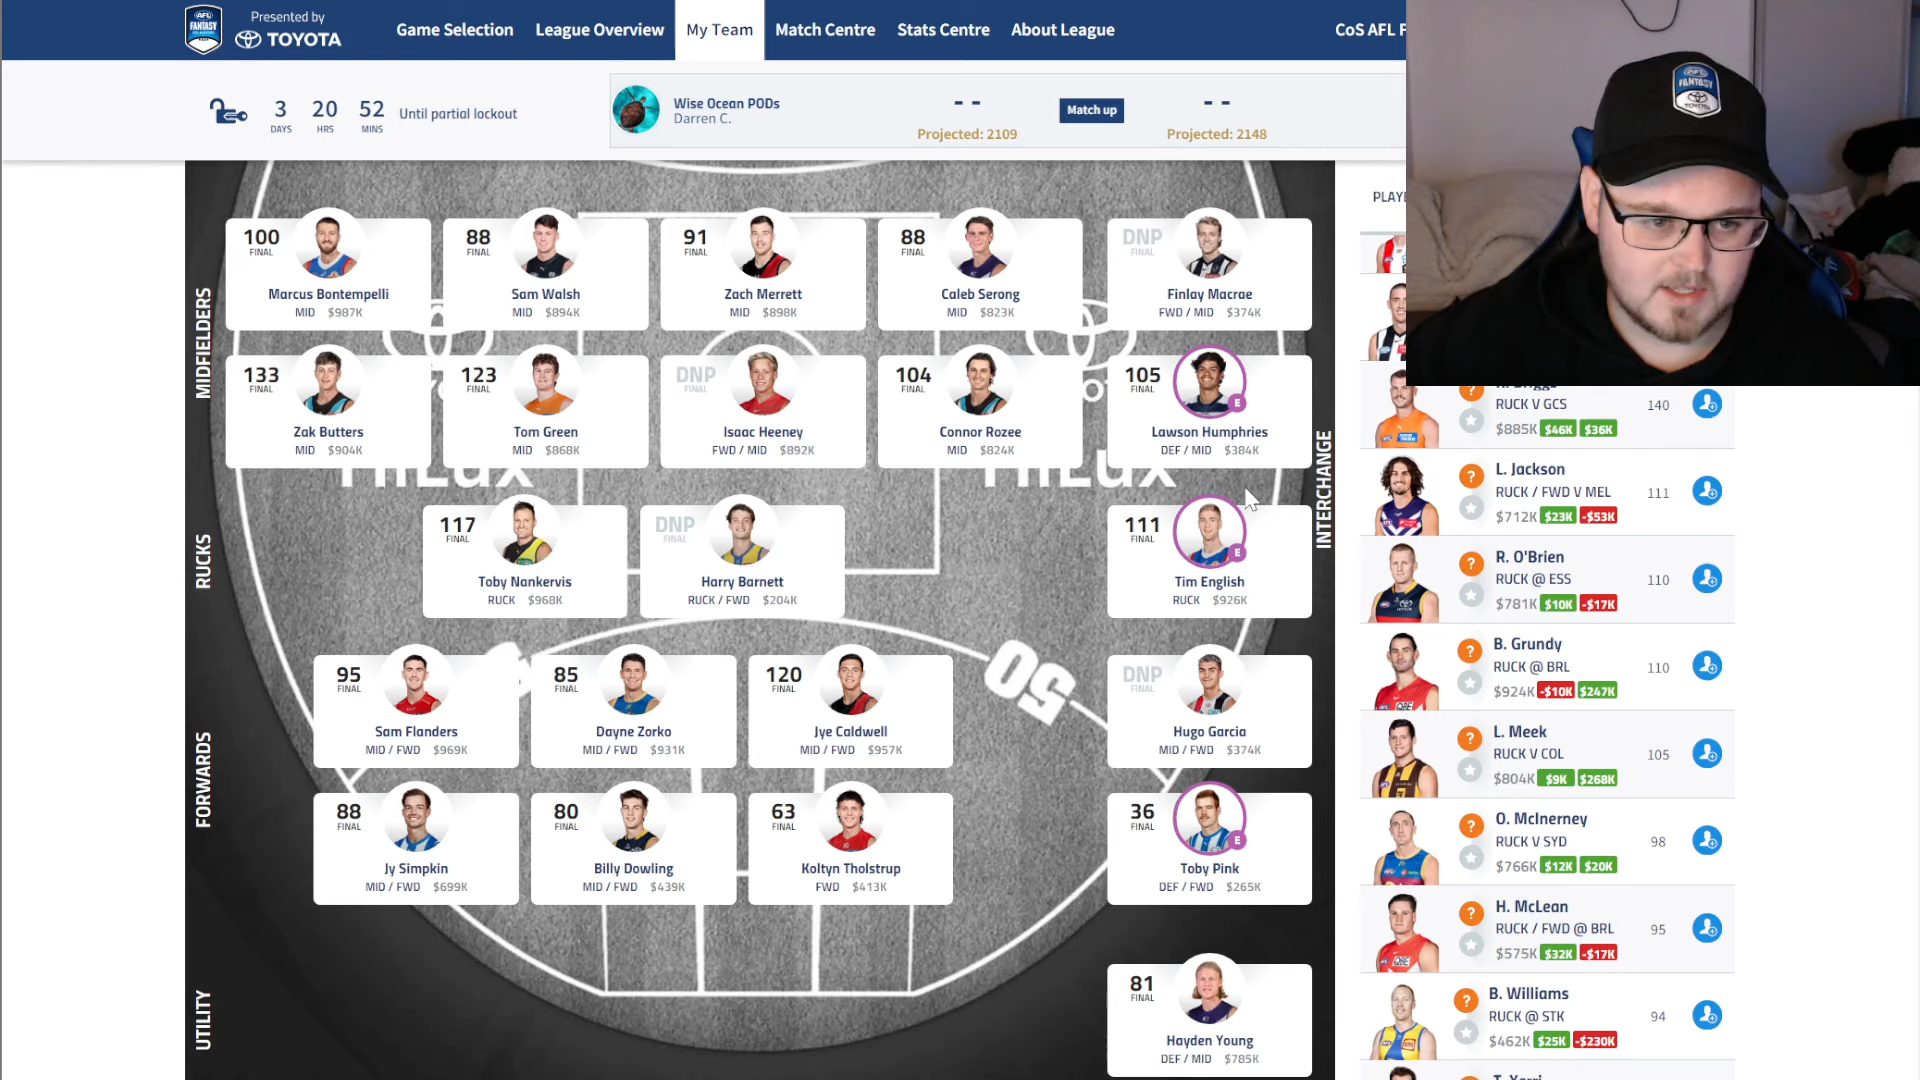 AFL FANTASY
Presented by
TOYOTA
Game Selection League Overview My Team Match Centre Stats Centre About League CoS AFL F
3 20 52 Until partial lockout
DAYS HRS MINS
Wise Ocean PODs
Darren C.
- - Match up - -
Projected: 2109 Projected: 2148
PLAYE
MIDFIELDERS
100 FINAL
Marcus Bontempelli
MID $987K
88 FINAL
Sam Walsh
MID $894K
91 FINAL
Zach Merrett
MID $898K
88 FINAL
Caleb Serong
MID $823K
DNP FINAL
Finlay Macrae
FWD / MID $374K
133 FINAL
Zak Butters
MID $904K
123 FINAL
Tom Green
MID $868K
DNP FINAL
Isaac Heeney
FWD / MID $892K
104 FINAL
Connor Rozee
MID $824K
105 FINAL
E
Lawson Humphries
DEF / MID $384K
HiLux HiLux
INTERCHANGE
RUCKS
117 FINAL
Toby Nankervis
RUCK $968K
DNP FINAL
Harry Barnett
RUCK / FWD $204K
111 FINAL
E
Tim English
RUCK $926K
50
FORWARDS
95 FINAL
Sam Flanders
MID / FWD $969K
85 FINAL
Dayne Zorko
MID / FWD $931K
120 FINAL
Jye Caldwell
MID / FWD $957K
DNP FINAL
Hugo Garcia
MID / FWD $374K
88 FINAL
Jy Simpkin
MID / FWD $699K
80 FINAL
Billy Dowling
MID / FWD $439K
63 FINAL
Koltyn Tholstrup
FWD $413K
36 FINAL
E
Toby Pink
DEF / FWD $265K
UTILITY
81 FINAL
Hayden Young
DEF / MID $785K
AFL FANTASY
TOYOTA
RUCK V GCS 140
$885K $46K $36K
? L. Jackson
RUCK / FWD V MEL 111
$712K $23K -$53K
? R. O'Brien
RUCK @ ESS 110
$781K $10K -$17K
? B. Grundy
RUCK @ BRL 110
$924K -$10K $247K
? L. Meek
RUCK V COL 105
$804K $9K $268K
? O. McInerney
RUCK V SYD 98
$766K $12K $20K
? H. McLean
RUCK / FWD @ BRL 95
$575K $32K -$17K
? B. Williams
RUCK @ STK 94
$462K $25K -$230K